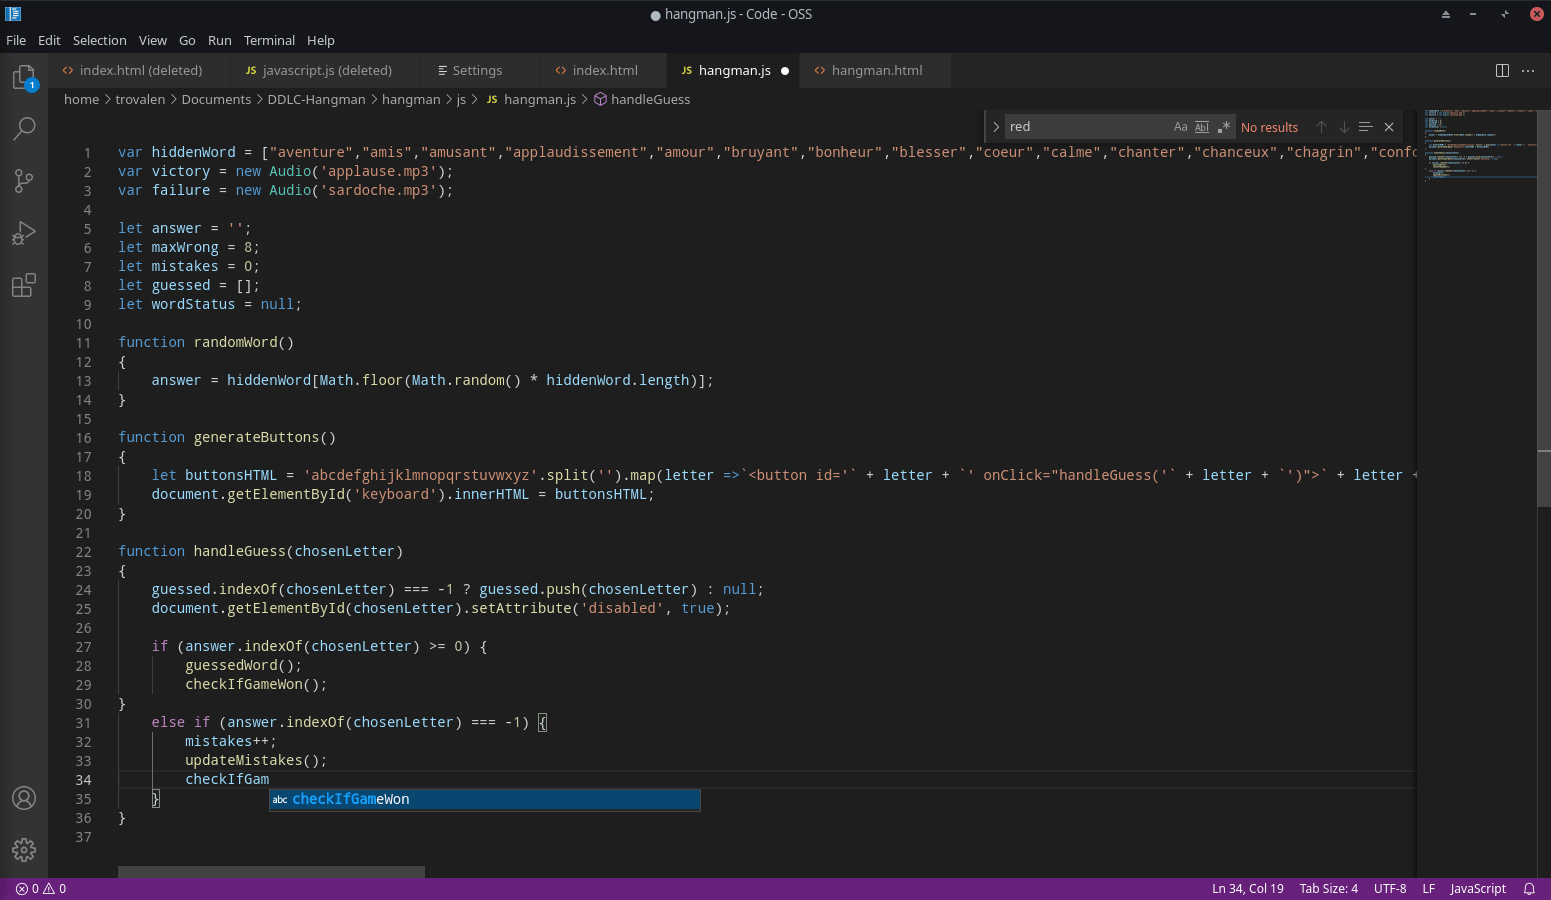 hangman.js - Code - OSS
File Edit Selection View Go Run Terminal Help
index.html (deleted) JS javascript.js (deleted) Settings index.html JS hangman.js hangman.html
home > trovalen > Documents > DDLC-Hangman > hangman > js > JS hangman.js > handleGuess
1
red Aa Abl .* No results
1 var hiddenWord = ["aventure","amis","amusant","applaudissement","amour","bruyant","bonheur","blesser","coeur","calme","chanter","chanceux","chagrin","confo
2 var victory = new Audio('applause.mp3');
3 var failure = new Audio('sardoche.mp3');
4
5 let answer = '';
6 let maxWrong = 8;
7 let mistakes = 0;
8 let guessed = [];
9 let wordStatus = null;
10
11 function randomWord()
12 {
13 answer = hiddenWord[Math.floor(Math.random() * hiddenWord.length)];
14 }
15
16 function generateButtons()
17 {
18 let buttonsHTML = 'abcdefghijklmnopqrstuvwxyz'.split('').map(letter =>`<button id='` + letter + `' onClick="handleGuess('` + letter + `')">` + letter +
19 document.getElementById('keyboard').innerHTML = buttonsHTML;
20 }
21
22 function handleGuess(chosenLetter)
23 {
24 guessed.indexOf(chosenLetter) === -1 ? guessed.push(chosenLetter) : null;
25 document.getElementById(chosenLetter).setAttribute('disabled', true);
26
27 if (answer.indexOf(chosenLetter) >= 0) {
28 guessedWord();
29 checkIfGameWon();
30 }
31 else if (answer.indexOf(chosenLetter) === -1) {
32 mistakes++;
33 updateMistakes();
34 checkIfGam
35 }
abc checkIfGameWon
36 }
37
0 0 Ln 34, Col 19 Tab Size: 4 UTF-8 LF JavaScript